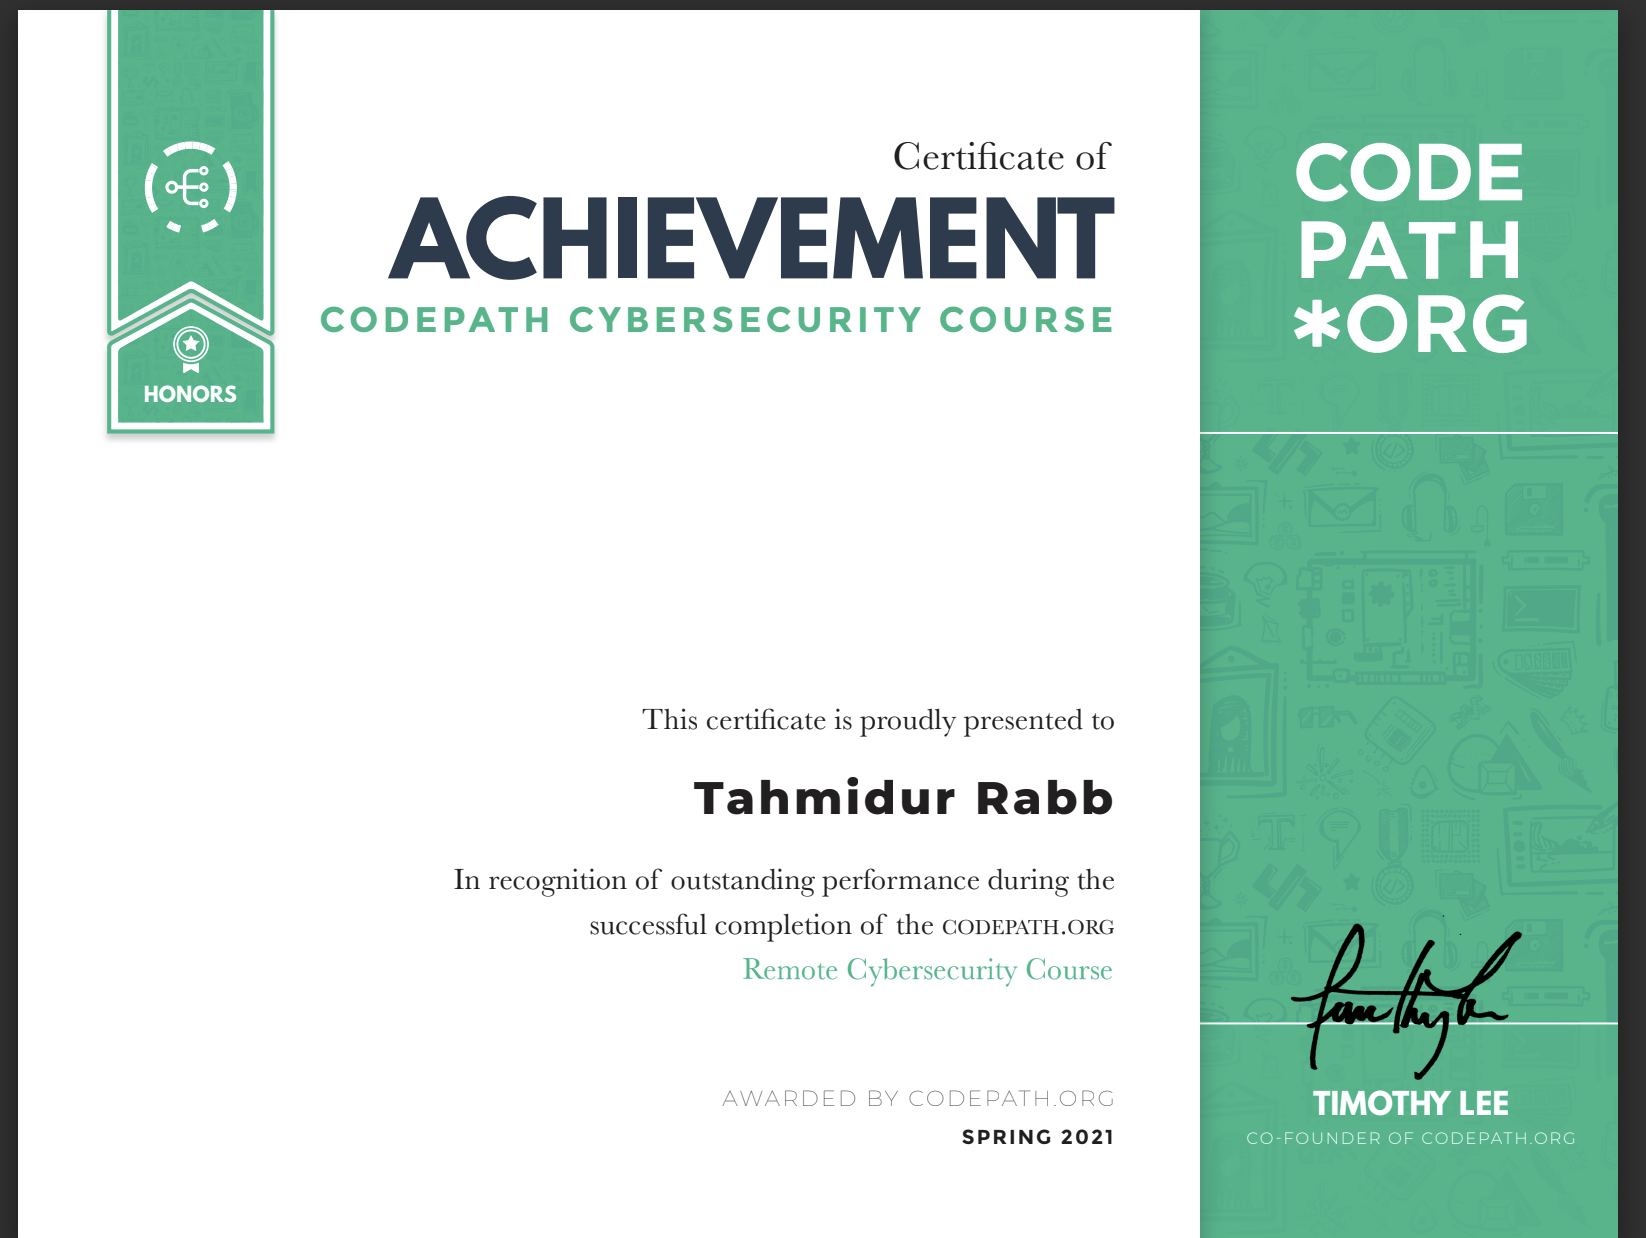 HONORS
Certificate of
ACHIEVEMENT
CODEPATH CYBERSECURITY COURSE
This certificate is proudly presented to
Tahmidur Rabb
In recognition of outstanding performance during the
successful completion of the CODEPATH.ORG
Remote Cybersecurity Course
AWARDED BY CODEPATH.ORG
SPRING 2021
CODE
PATH
*ORG
TIMOTHY LEE
CO-FOUNDER OF CODEPATH.ORG